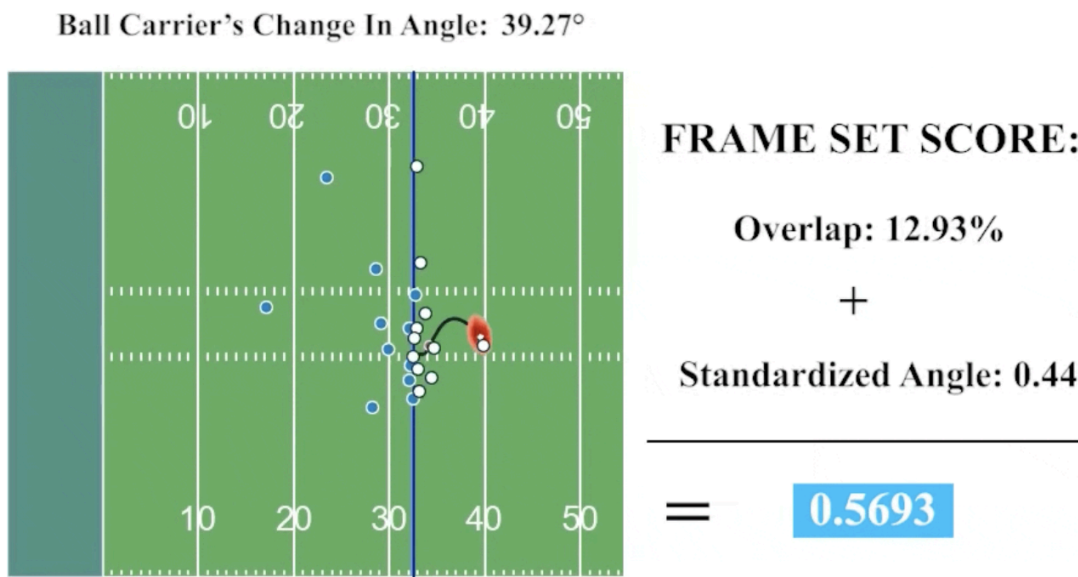 Ball Carrier's Change In Angle: 39.27°
10 20 30 40 50
FRAME SET SCORE:
Overlap: 12.93%
+
Standardized Angle: 0.44
10 20 30 40 50
= 0.5693